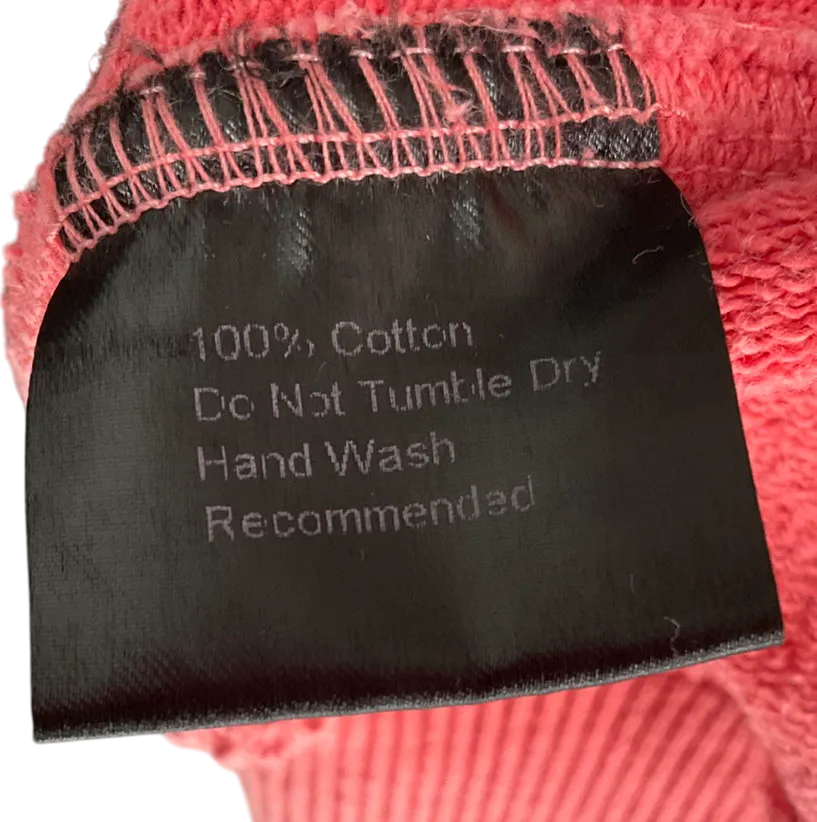 100% Cotton
Do Not Tumble Dry
Hand Wash
Recommended